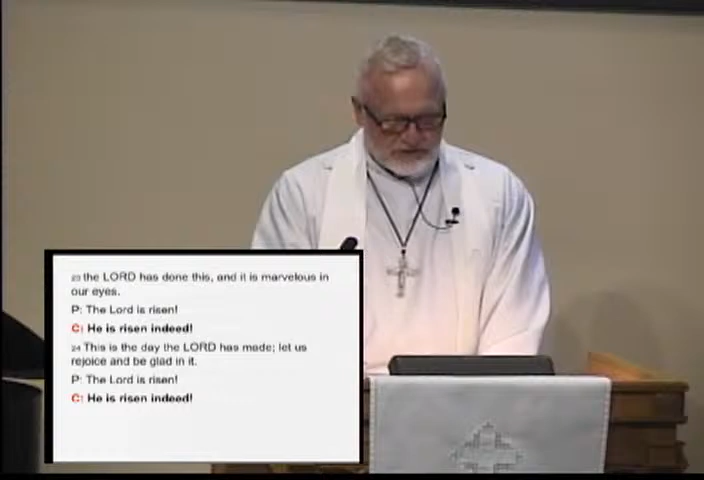 23 the LORD has done this, and it is marvelous in
our eyes.
P: The Lord is risen!
C: He is risen indeed!
24 This is the day the LORD has made; let us
rejoice and be glad in it.
P: The Lord is risen!
C: He is risen indeed!